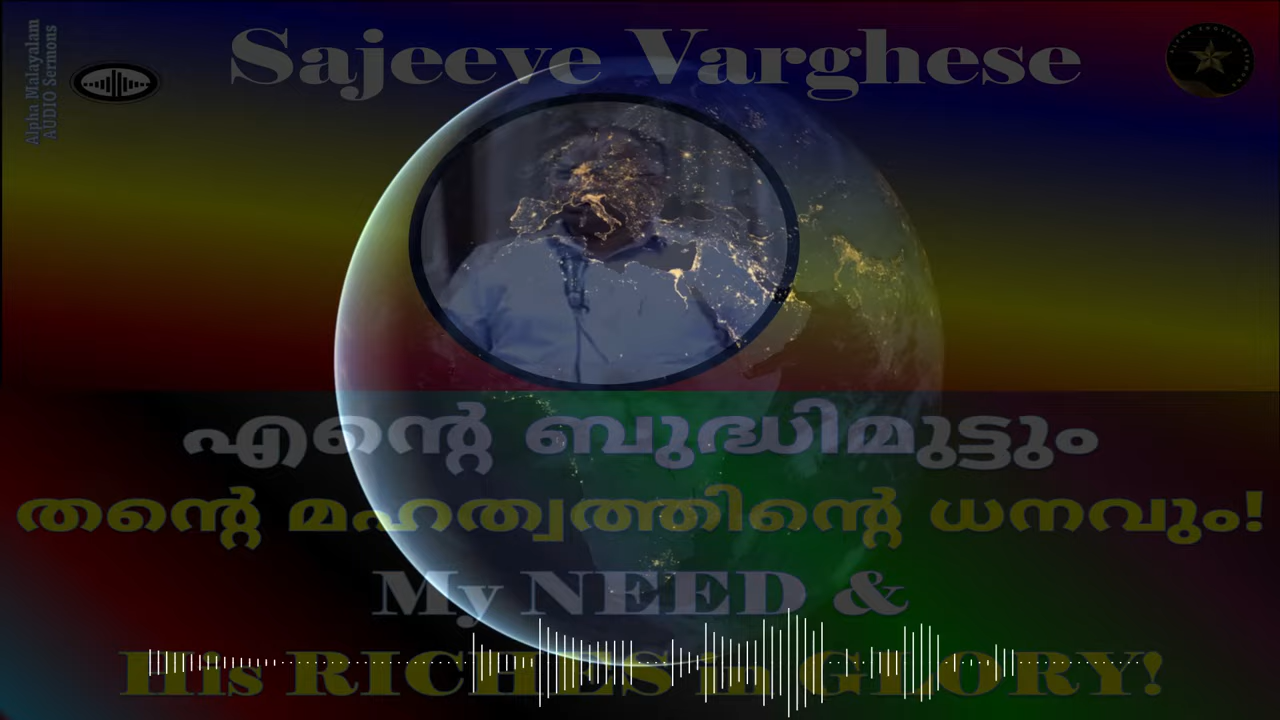 Alpha Malayalam
AUDIO Sermons
Sajeeve Varghese
എന്റെ ബുദ്ധിമുട്ടും
തന്റെ മഹത്വത്തിന്റെ ധനവും!
My NEED &
His RICHES in GLORY!